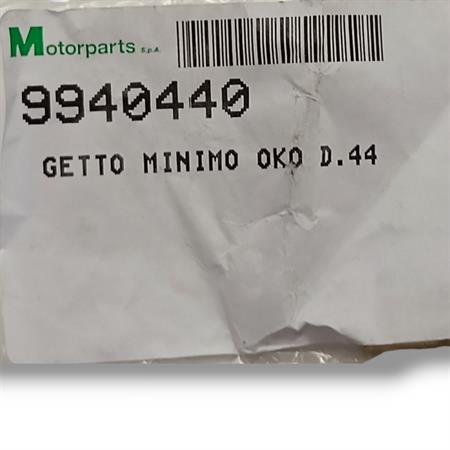 Motorparts S.p.A.
9940440
GETTO MINIMO OKO D.44